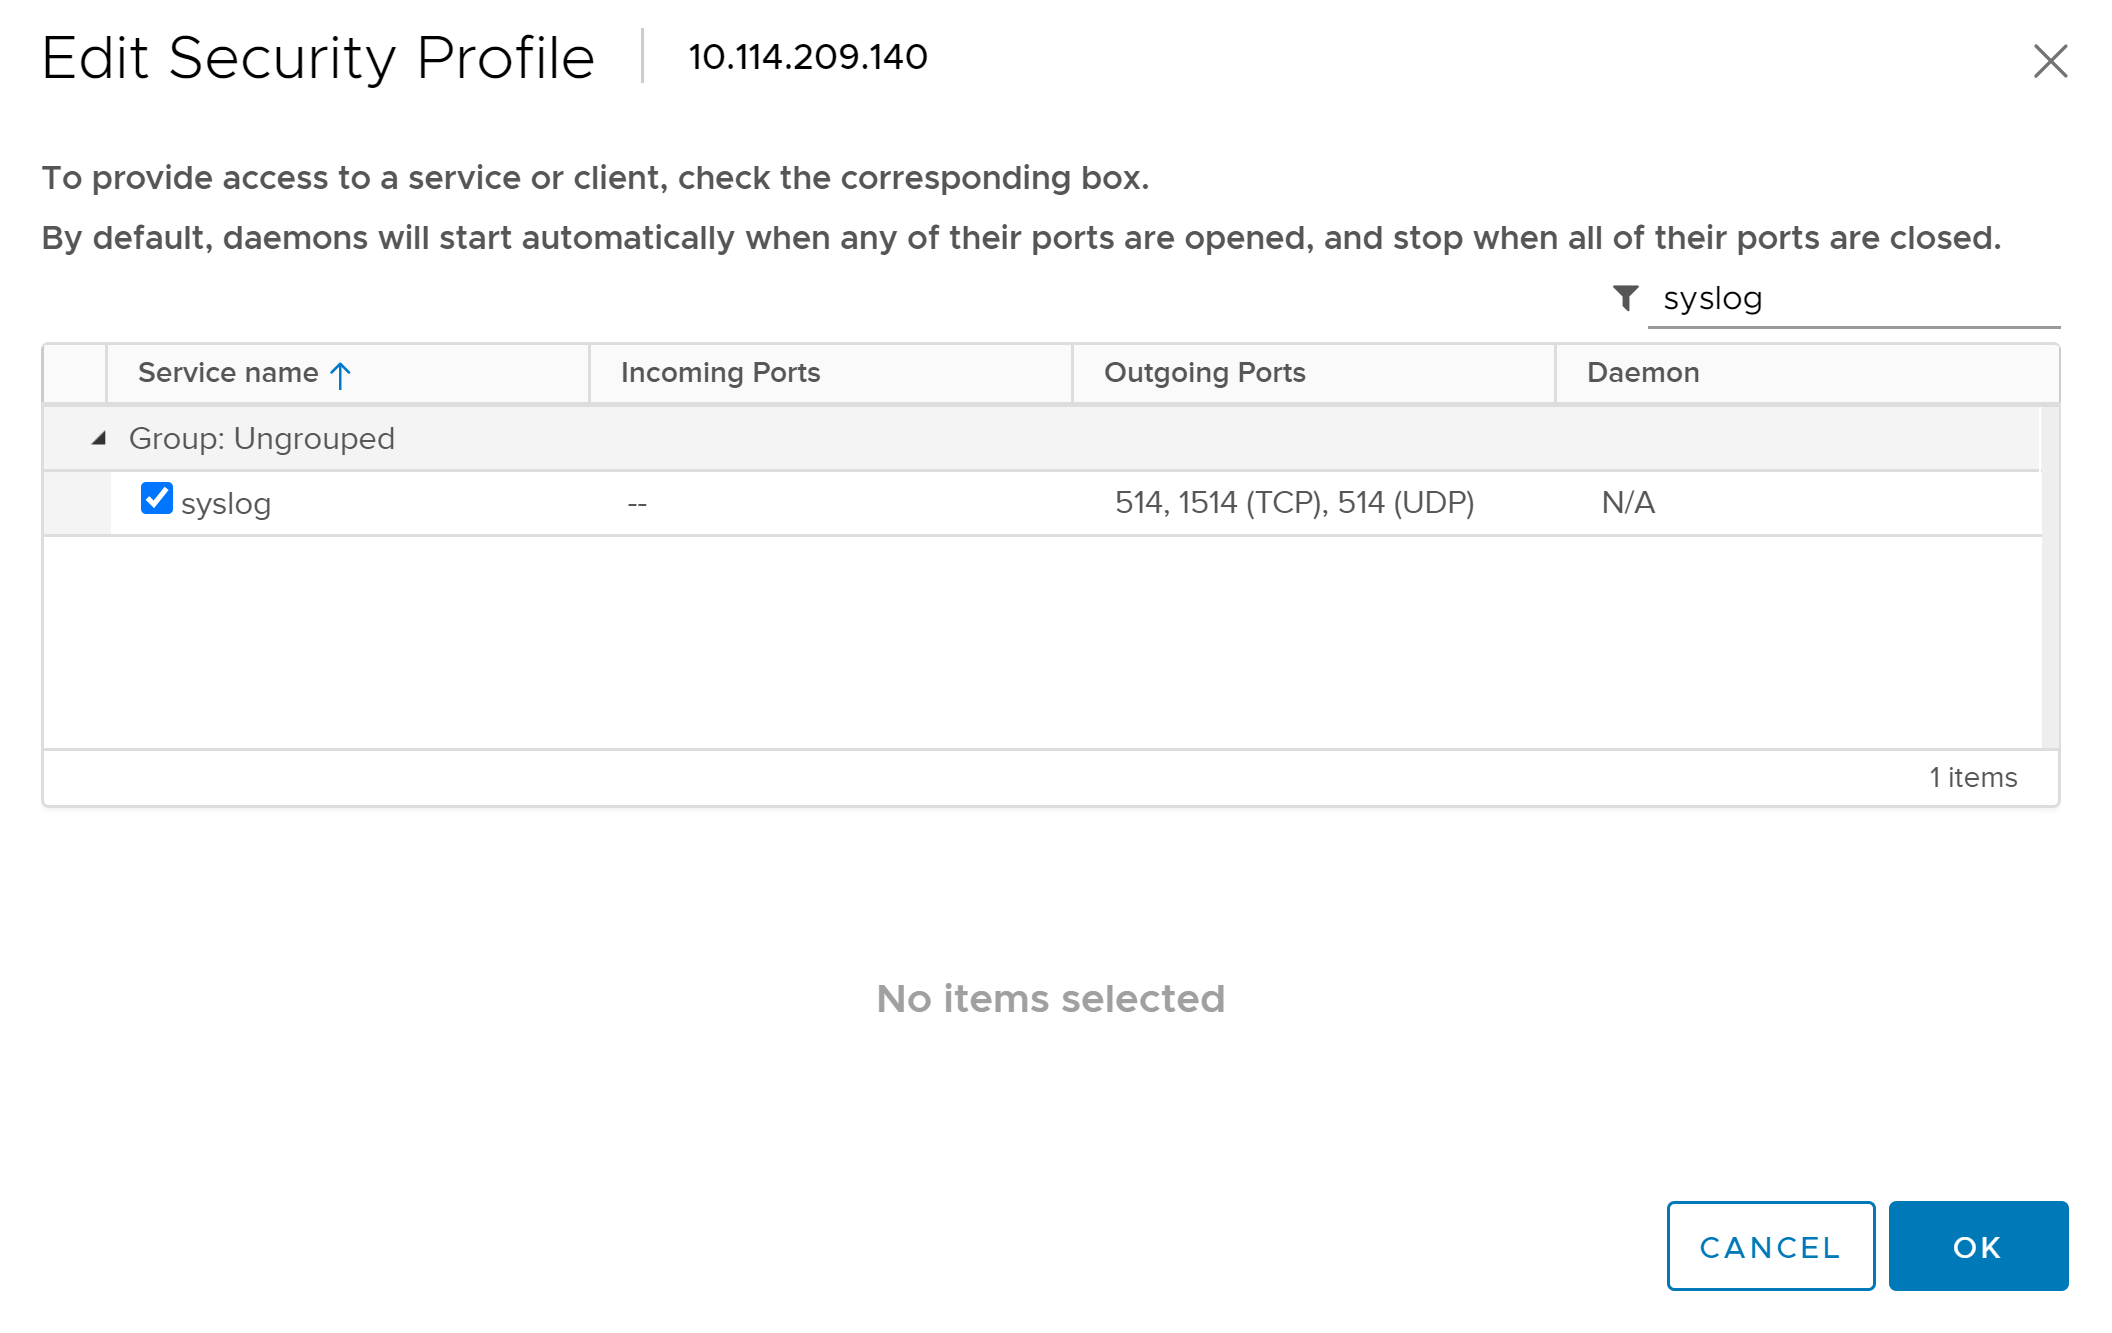 Edit Security Profile 10.114.209.140
To provide access to a service or client, check the corresponding box.
By default, daemons will start automatically when any of their ports are opened, and stop when all of their ports are closed.
syslog
Service name Incoming Ports Outgoing Ports Daemon
Group: Ungrouped
syslog -- 514, 1514 (TCP), 514 (UDP) N/A
1 items
No items selected
CANCEL OK